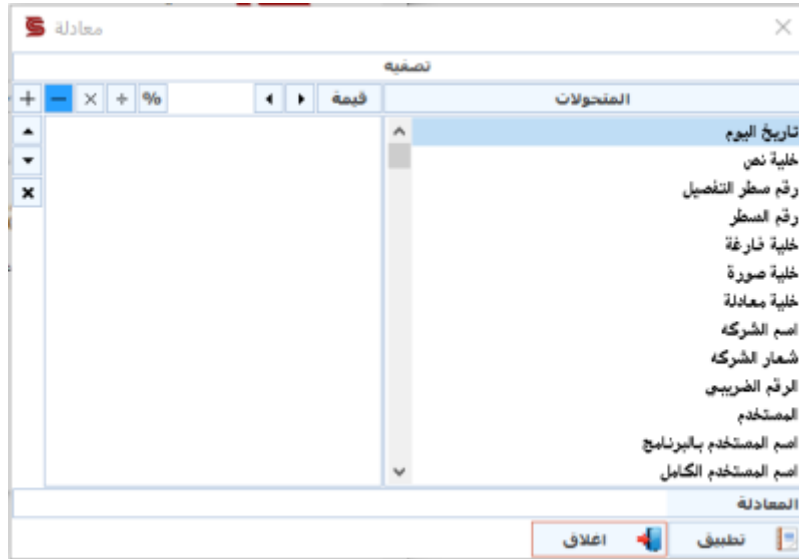 معادلة
تصفيه
المتحولات
قيمة
%
÷
×
−
+
تاريخ اليوم
خلية نص
رقم سطر التفصيل
رقم السطر
خلية فارغة
خلية صورة
خلية معادلة
اسم الشركه
شعار الشركه
الرقم الضريبي
المستخدم
اسم المستخدم بالبرنامج
اسم المستخدم الكامل
المعادلة
تطبيق
اغلاق